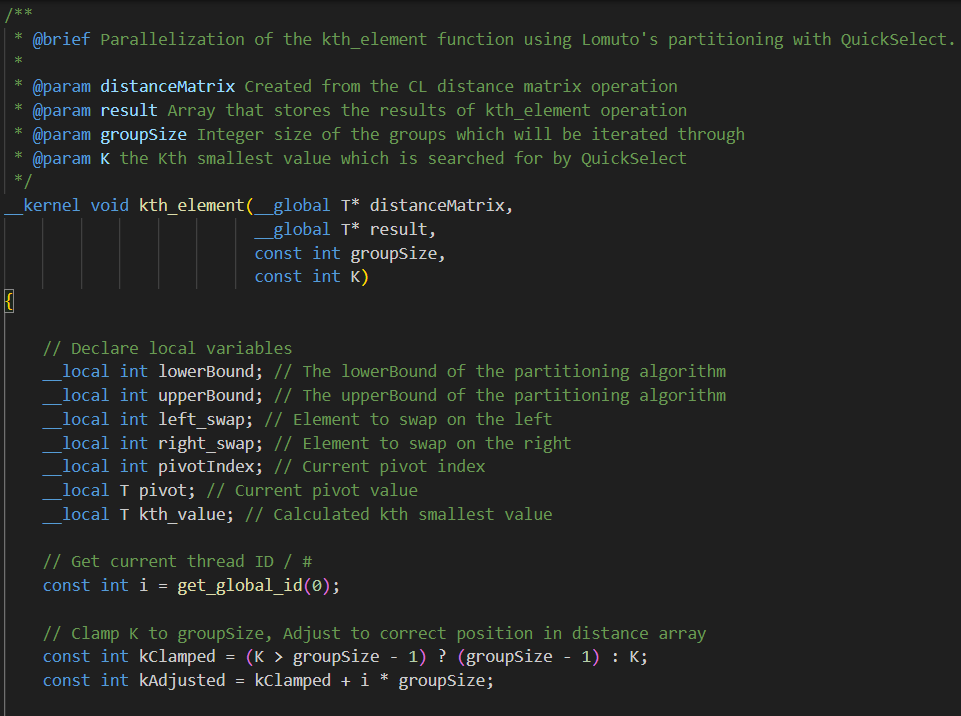 /**
 * @brief Parallelization of the kth_element function using Lomuto's partitioning with QuickSelect.
 *
 * @param distanceMatrix Created from the CL distance matrix operation
 * @param result Array that stores the results of kth_element operation
 * @param groupSize Integer size of the groups which will be iterated through
 * @param K the Kth smallest value which is searched for by QuickSelect
 */
__kernel void kth_element(__global T* distanceMatrix,
                          __global T* result,
                          const int groupSize,
                          const int K)
{
    // Declare local variables
    __local int lowerBound; // The lowerBound of the partitioning algorithm
    __local int upperBound; // The upperBound of the partitioning algorithm
    __local int left_swap; // Element to swap on the left
    __local int right_swap; // Element to swap on the right
    __local int pivotIndex; // Current pivot index
    __local T pivot; // Current pivot value
    __local T kth_value; // Calculated kth smallest value
    // Get current thread ID / #
    const int i = get_global_id(0);
    // Clamp K to groupSize, Adjust to correct position in distance array
    const int kClamped = (K > groupSize - 1) ? (groupSize - 1) : K;
    const int kAdjusted = kClamped + i * groupSize;